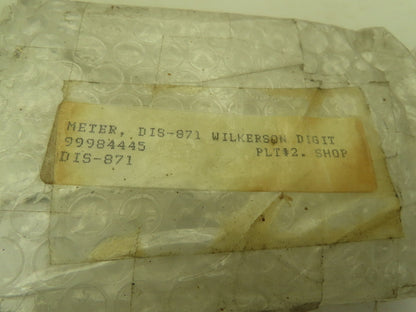 METER, DIS-871 WILKERSON DIGIT
99984445 PLT#2. SHOP
DIS-871